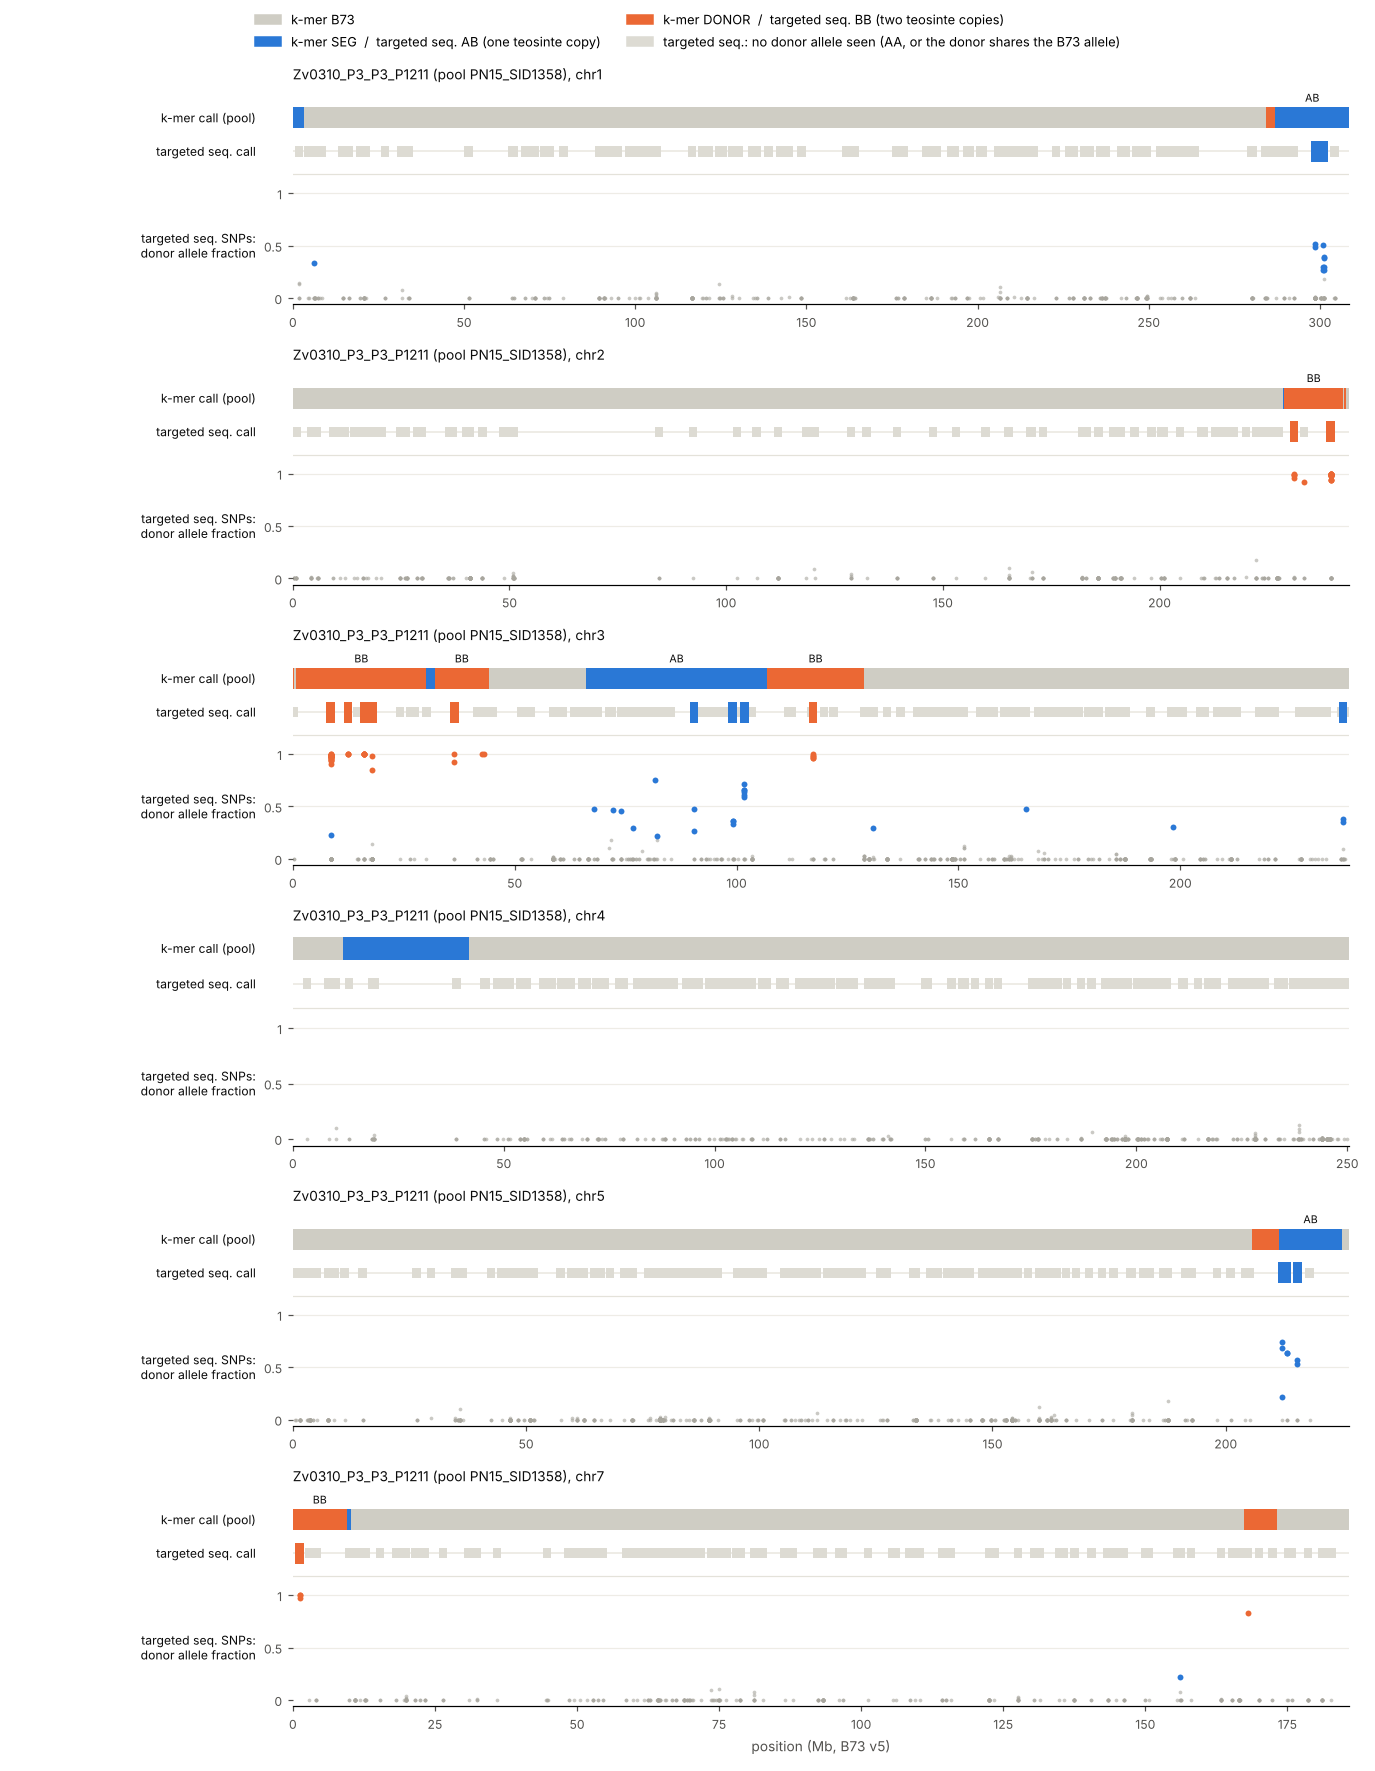 k-mer B73
k-mer DONOR / targeted seq. BB (two teosinte copies)
k-mer SEG / targeted seq. AB (one teosinte copy)
targeted seq.: no donor allele seen (AA, or the donor shares the B73 allele)
Zv0310_P3_P3_P1211 (pool PN15_SID1358), chr1
AB
k-mer call (pool)
targeted seq. call
1
targeted seq. SNPs:
donor allele fraction
0.5
0
0 50 100 150 200 250 300
Zv0310_P3_P3_P1211 (pool PN15_SID1358), chr2
BB
k-mer call (pool)
targeted seq. call
1
targeted seq. SNPs:
donor allele fraction
0.5
0
0 50 100 150 200
Zv0310_P3_P3_P1211 (pool PN15_SID1358), chr3
BB BB AB BB
k-mer call (pool)
targeted seq. call
1
targeted seq. SNPs:
donor allele fraction
0.5
0
0 50 100 150 200
Zv0310_P3_P3_P1211 (pool PN15_SID1358), chr4
k-mer call (pool)
targeted seq. call
1
targeted seq. SNPs:
donor allele fraction
0.5
0
0 50 100 150 200 250
Zv0310_P3_P3_P1211 (pool PN15_SID1358), chr5
AB
k-mer call (pool)
targeted seq. call
1
targeted seq. SNPs:
donor allele fraction
0.5
0
0 50 100 150 200
Zv0310_P3_P3_P1211 (pool PN15_SID1358), chr7
BB
k-mer call (pool)
targeted seq. call
1
targeted seq. SNPs:
donor allele fraction
0.5
0
0 25 50 75 100 125 150 175
position (Mb, B73 v5)